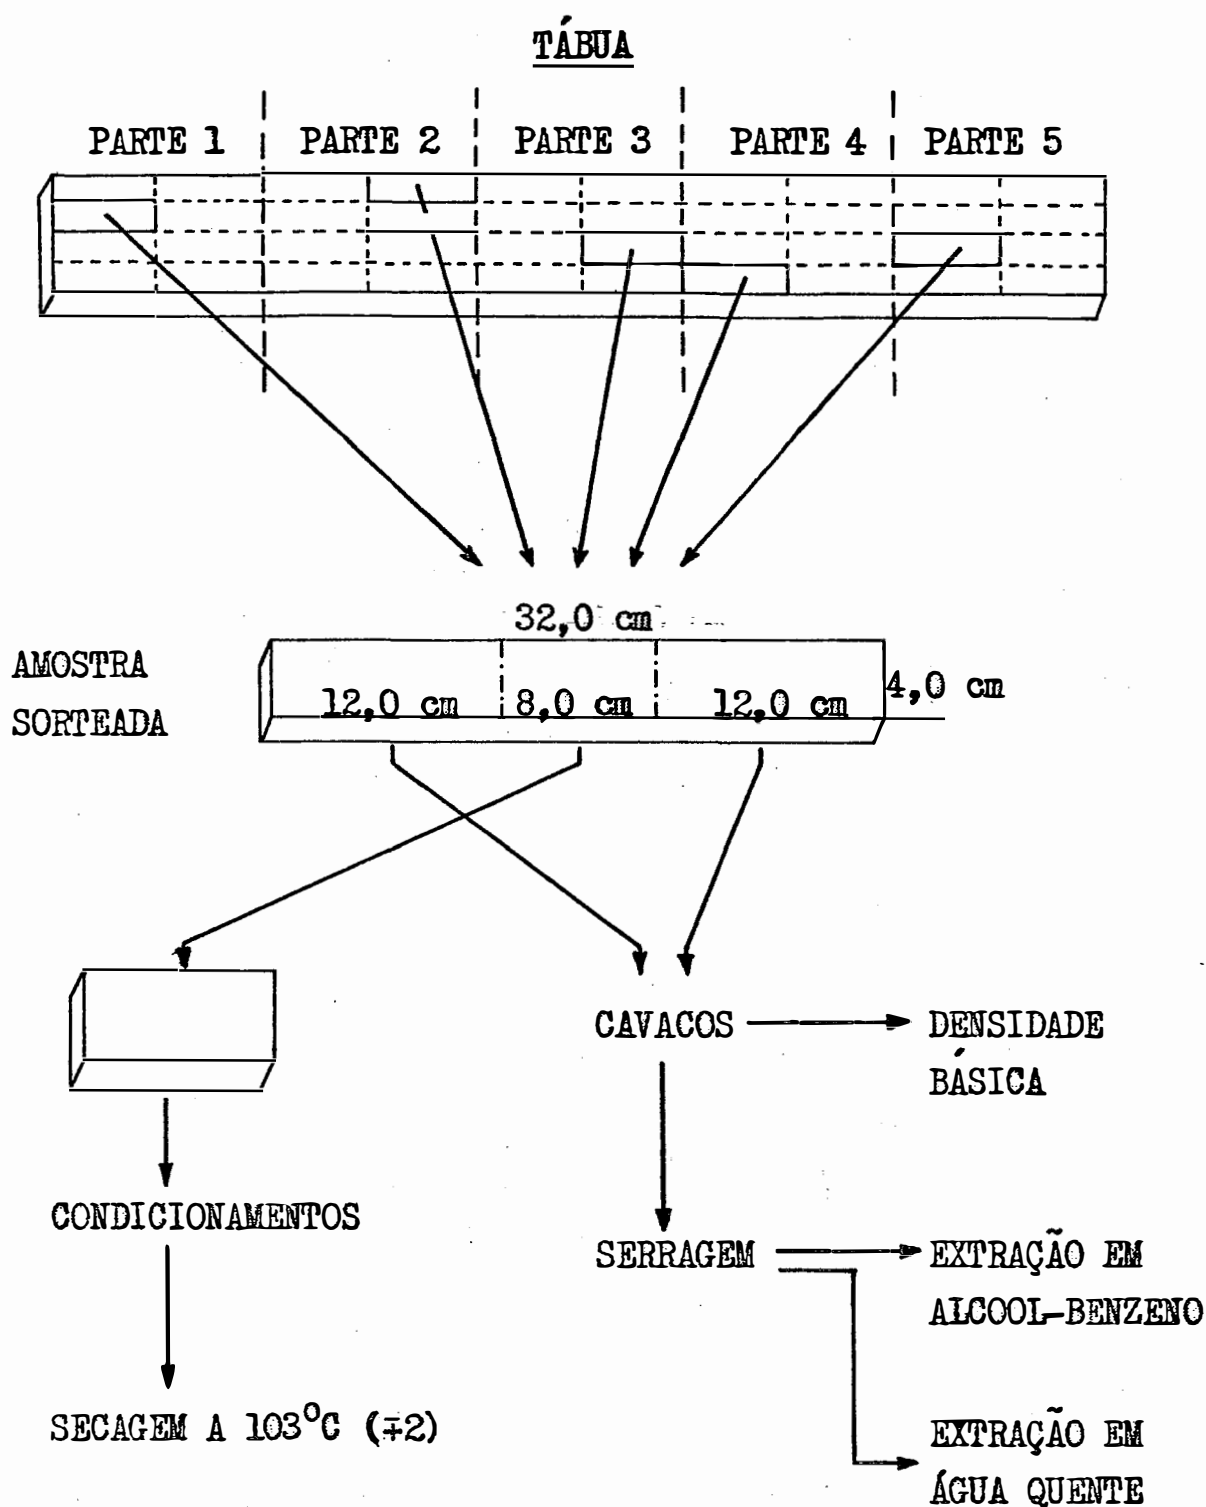 TÁBUA
PARTE 1 PARTE 2 PARTE 3 PARTE 4 PARTE 5
32,0 cm
AMOSTRA
SORTEADA
12,0 cm 8,0 cm 12,0 cm 4,0 cm
CAVACOS
DENSIDADE
BÁSICA
CONDICIONAMENTOS
SERRAGEM
EXTRAÇÃO EM
ALCOOL-BENZENO
SECAGEM A 103°C (∓2)
EXTRAÇÃO EM
ÁGUA QUENTE